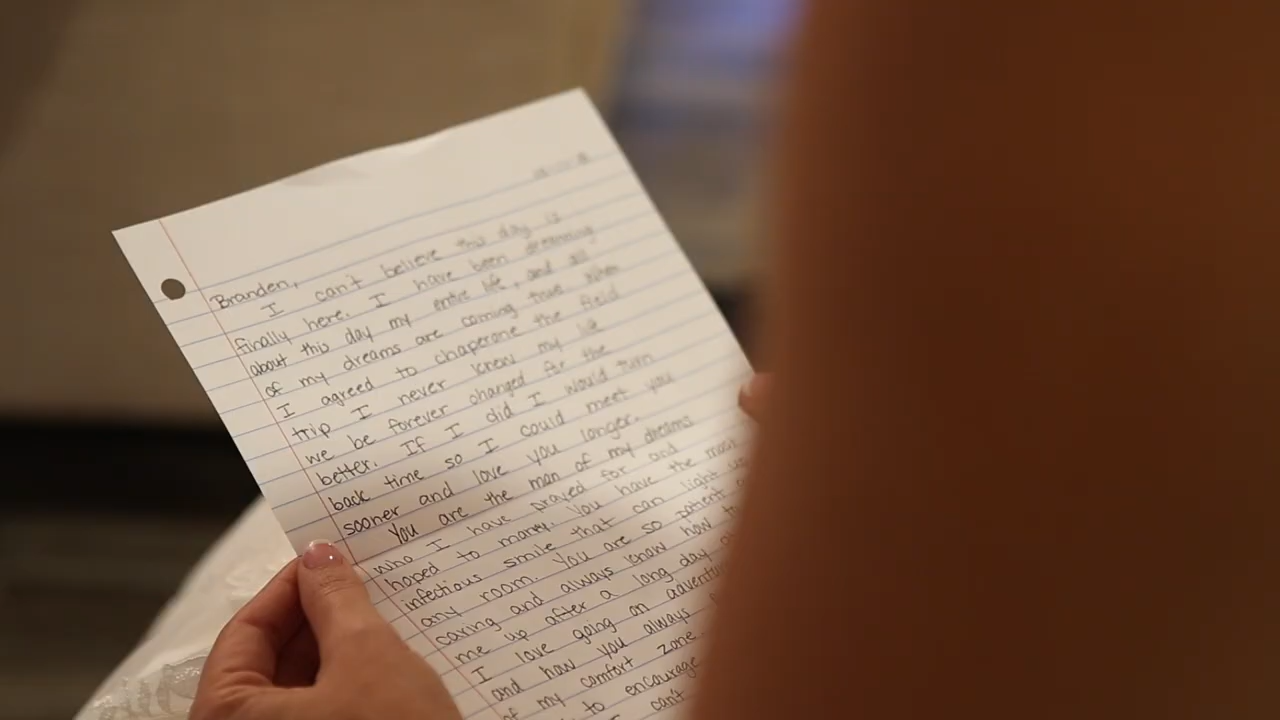 Branden,
I can't believe this day is
finally here. I have been dreaming
about this day my entire life, and all
of my dreams are coming true. When
I agreed to chaperone the field
trip I never knew my life
we be forever changed for the
better. If I did I would turn
back time so I could meet you
sooner and love you longer.
You are the man of my dreams
who I have prayed for and
hoped to marry. You have the most
infectious smile that can light up
any room. You are so patient
caring and always know how to
me up after a long day
I love going on adventur
and how you always
of my comfort zone.
to encourage
I can't